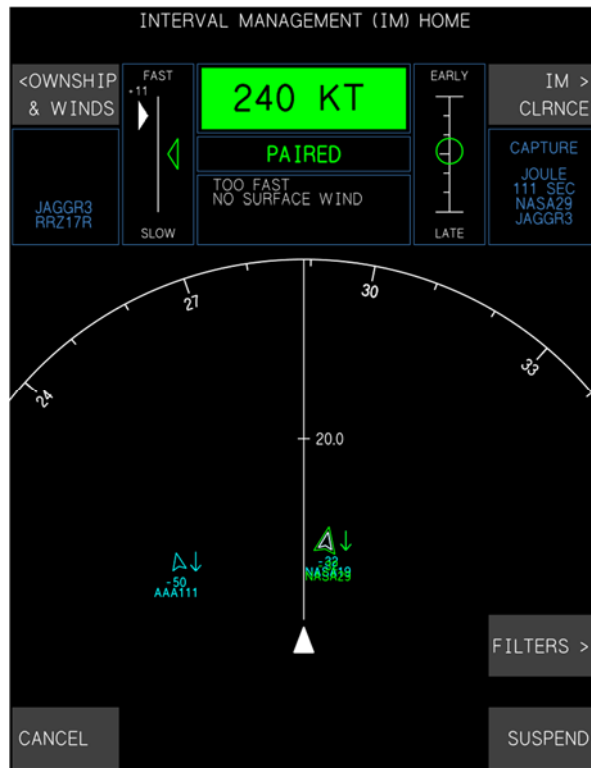 INTERVAL MANAGEMENT (IM) HOME
<OWNSHIP
& WINDS
FAST
+11
SLOW
240 KT
PAIRED
TOO FAST
NO SURFACE WIND
EARLY
LATE
IM >
CLRNCE
JAGGR3
RRZ17R
CAPTURE
JOULE
111 SEC
NASA29
JAGGR3
24
27
30
33
20.0
-50
AAA111
NASA29
FILTERS >
CANCEL
SUSPEND